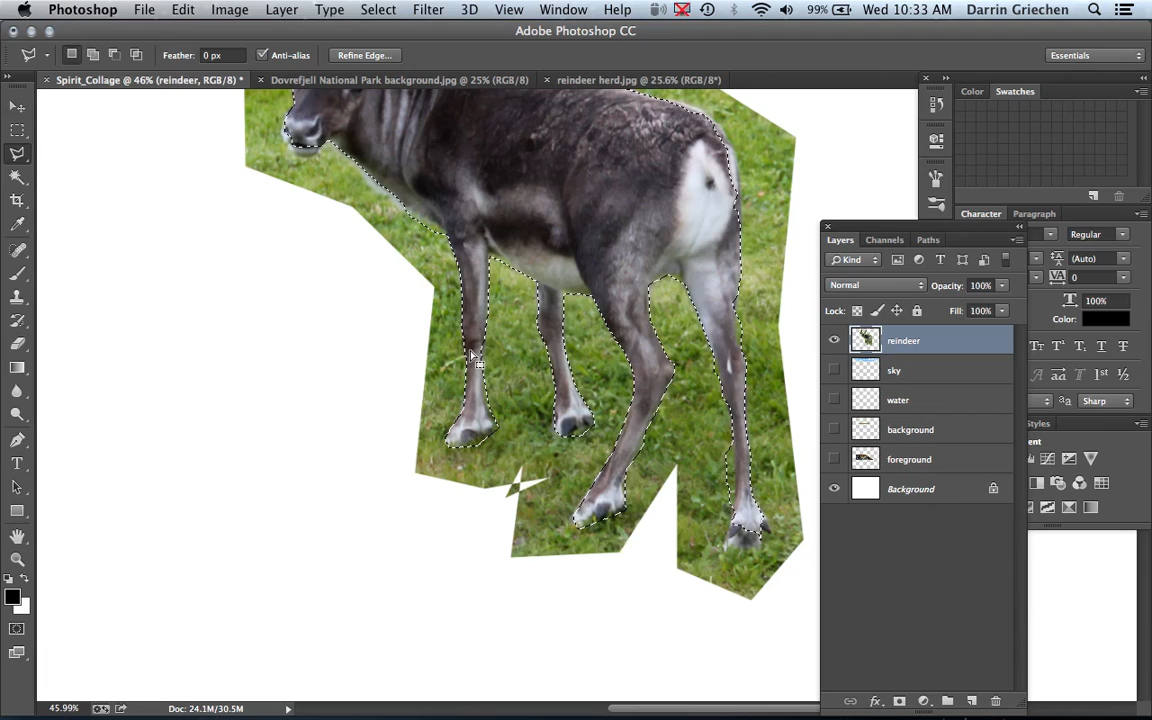 Photoshop File Edit Image Layer Type Select Filter 3D View Window Help 99% Wed 10:33 AM Darrin Griechen
Adobe Photoshop CC
Feather: 0 px Anti-alias Refine Edge... Essentials
Spirit_Collage @ 46% (reindeer, RGB/8) * Dovrefjell National Park background.jpg @ 25% (RGB/8) reindeer herd.jpg @ 25.6% (RGB/8*)
Color Swatches
Character Paragraph
Regular
(Auto)
0
100%
Color:
Sharp
Styles
Layers Channels Paths
Kind
Normal Opacity: 100%
Lock: Fill: 100%
reindeer
sky
water
background
foreground
Background
45.99% Doc: 24.1M/30.5M